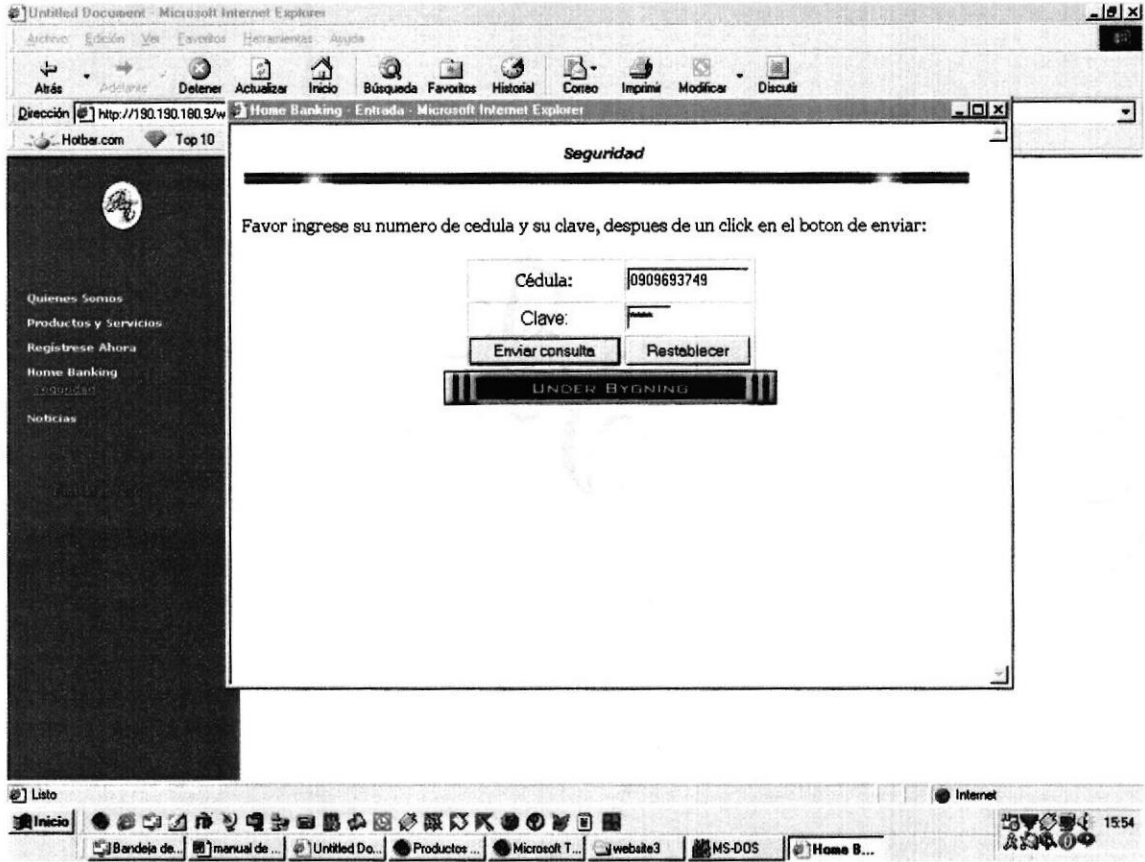 Untitled Document - Microsoft Internet Explorer
Archivo Edición Ver Favoritos Herramientas Ayuda
Atrás Adelante Detener Actualizar Inicio Búsqueda Favoritos Historial Correo Imprimir Modificar Discutir
Dirección http://190.190.180.9/w
Hotbar.com Top 10
Home Banking - Entrada - Microsoft Internet Explorer
Seguridad
Favor ingrese su numero de cedula y su clave, despues de un click en el boton de enviar:
Cédula: 0909693749
Clave: *****
Enviar consulta Restablecer
UNDER BYGNING
Quienes Somos
Productos y Servicios
Registrese Ahora
Home Banking
seguridad
Noticias
Listo Internet
Inicio 15:54
Bandeja de... manual de ... Untitled Do... Productos ... Microsoft T... website3 MS-DOS Home B...